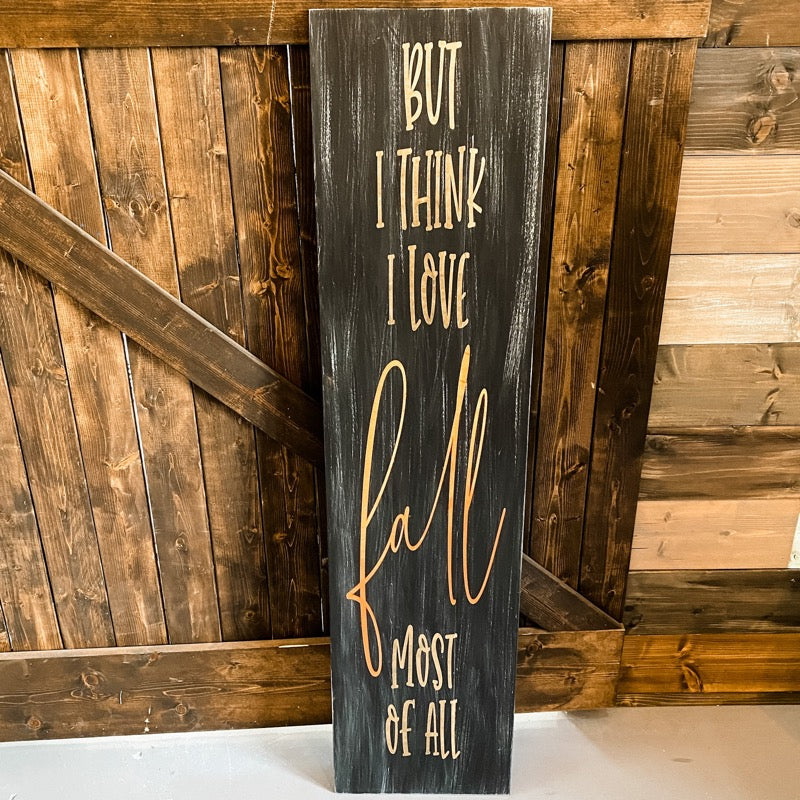 BUT
I THINK
I LOVE
fall
MOST
OF ALL